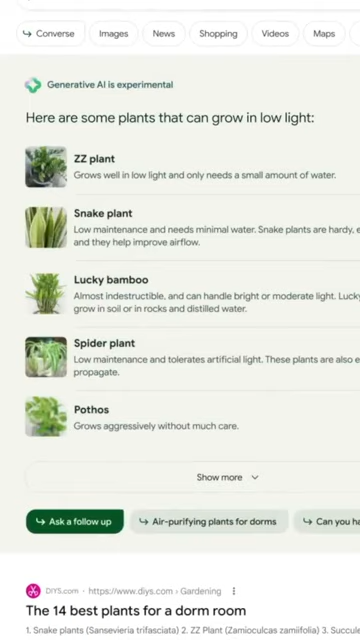 Converse
Images
News
Shopping
Videos
Maps
Generative AI is experimental
Here are some plants that can grow in low light:
ZZ plant
Grows well in low light and only needs a small amount of water.
Snake plant
Low maintenance and needs minimal water. Snake plants are hardy, e
and they help improve airflow.
Lucky bamboo
Almost indestructible, and can handle bright or moderate light. Lucky
grow in soil or in rocks and distilled water.
Spider plant
Low maintenance and tolerates artificial light. These plants are also e
propagate.
Pothos
Grows aggressively without much care.
Show more
Ask a follow up
Air-purifying plants for dorms
Can you ha
DIYS.com · https://www.diys.com › Gardening
The 14 best plants for a dorm room
1. Snake plants (Sansevieria trifasciata) 2. ZZ Plant (Zamioculcas zamiifolia) 3. Succule